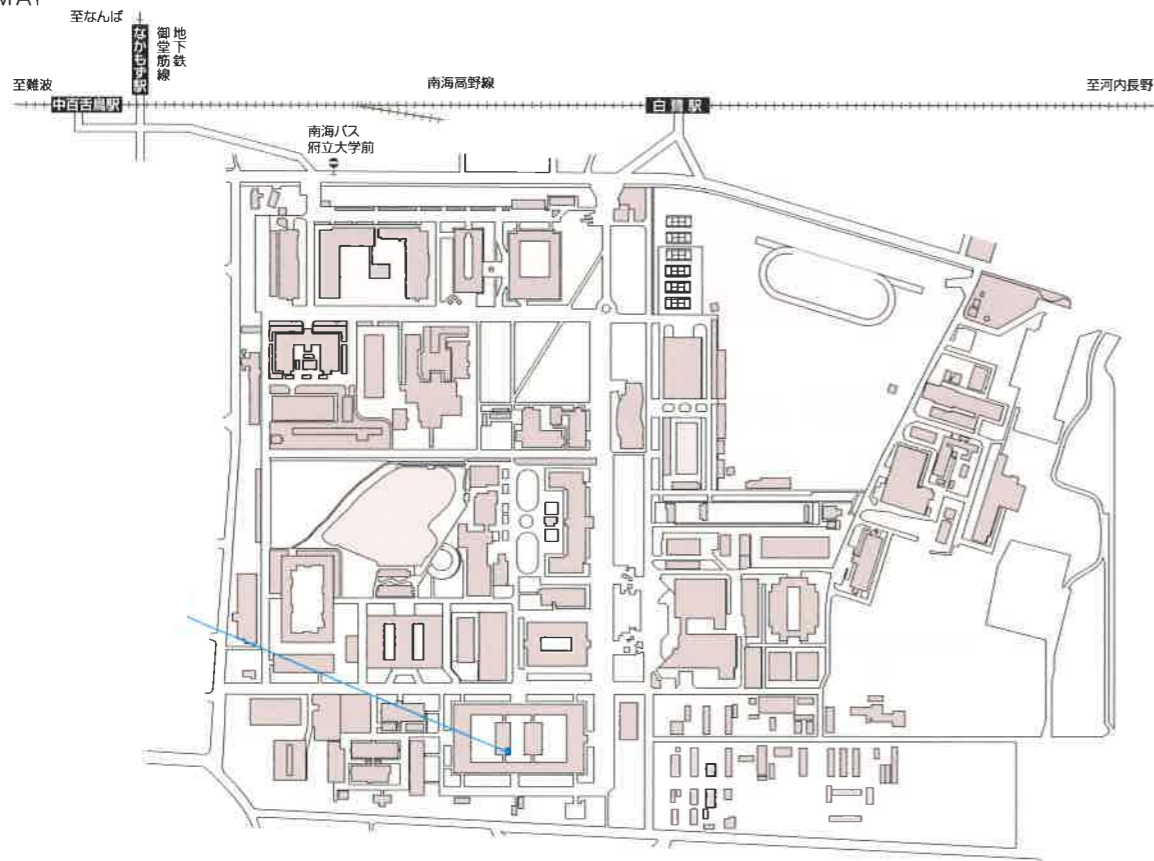 MAP
至なんば
なかもず駅
地下鉄
御堂筋線
至難波
中百舌鳥駅
南海高野線
白鷺駅
至河内長野
南海バス
府立大学前